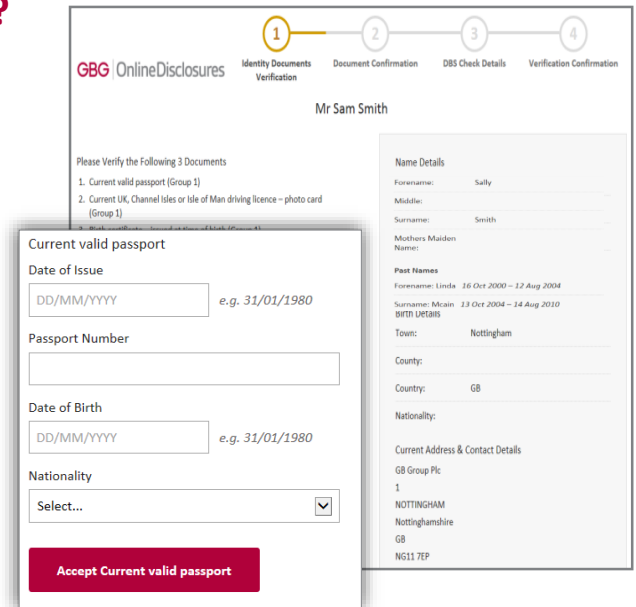 ?
1 2 3 4
GBG OnlineDisclosures
Identity Documents Verification
Document Confirmation
DBS Check Details
Verification Confirmation
Mr Sam Smith
Please Verify the Following 3 Documents
1. Current valid passport (Group 1)
2. Current UK, Channel Isles or Isle of Man driving licence – photo card
(Group 1)
Current valid passport
Date of Issue
DD/MM/YYYY e.g. 31/01/1980
Passport Number
Date of Birth
DD/MM/YYYY e.g. 31/01/1980
Nationality
Select...
Accept Current valid passport
Name Details
Forename: Sally
Middle:
Surname: Smith
Mothers Maiden
Name:
Past Names
Forename: Linda 16 Oct 2000 – 12 Aug 2004
Surname: Mcain 13 Oct 2004 – 14 Aug 2010
Birth Details
Town: Nottingham
County:
Country: GB
Nationality:
Current Address & Contact Details
GB Group Plc
1
NOTTINGHAM
Nottinghamshire
GB
NG11 7EP